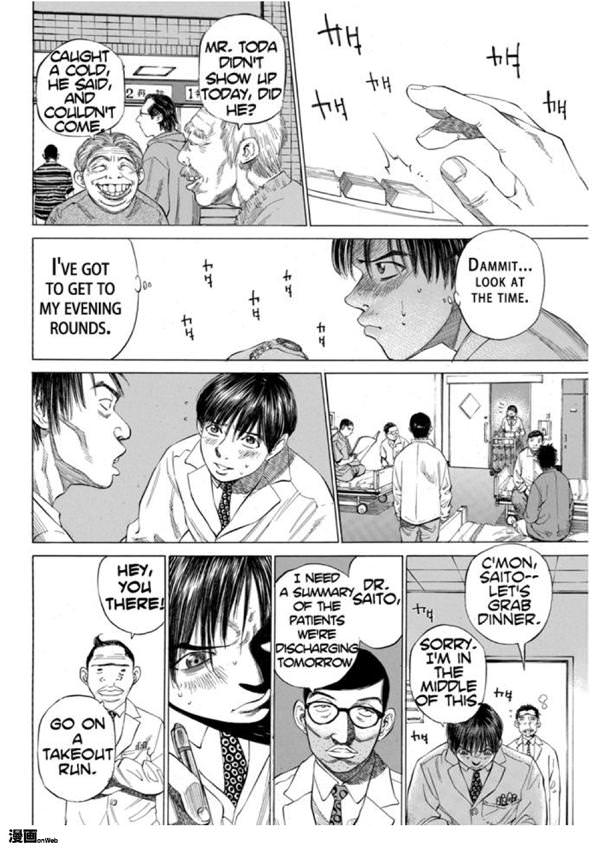 MR. TODA
DIDN'T
SHOW UP
TODAY, DID
HE?
CAUGHT
A COLD,
HE SAID,
AND
COULDN'T
COME.
2
1
DAMMIT...
LOOK AT
THE TIME.
I'VE GOT
TO GET TO
MY EVENING
ROUNDS.
C'MON,
SAITO--
LET'S
GRAB
DINNER.
SORRY.
I'M IN
THE
MIDDLE
OF THIS.
DR.
SAITO,
I NEED
A SUMMARY
OF THE
PATIENTS
WE'RE
DISCHARGING
TOMORROW
HEY,
YOU
THERE!
GO ON
A
TAKEOUT
RUN.
漫画onWeb